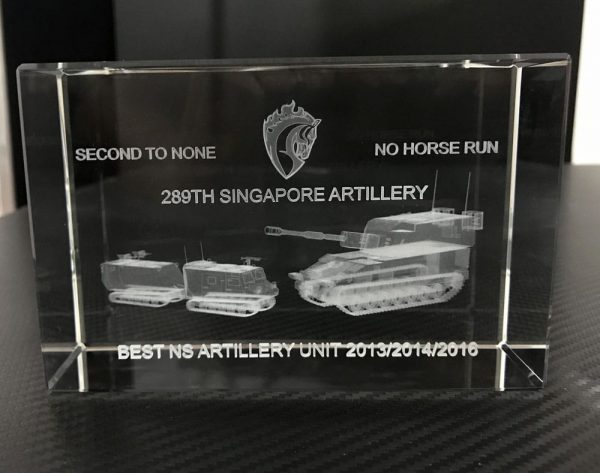 SECOND TO NONE
NO HORSE RUN
289TH SINGAPORE ARTILLERY
BEST NS ARTILLERY UNIT 2013/2014/2016